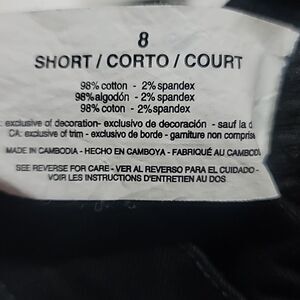 8
SHORT / CORTO / COURT
98% cotton - 2% spandex
98% algodón - 2% spandex
98% coton - 2% spandex
exclusive of decoration- exclusivo de decoración - sauf la d
CA: exclusive of trim - exclusivo de borde - garniture non comprise
MADE IN CAMBODIA - HECHO EN CAMBOYA - FABRIQUÉ AU CAMBOD
SEE REVERSE FOR CARE - VER AL REVERSO PARA EL CUIDADO -
VOIR LES INSTRUCTIONS D'ENTRETIEN AU DOS